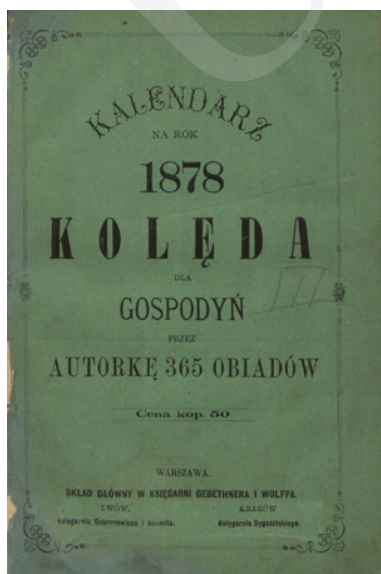 KALENDARZ
NA ROK
1878
KOLĘDA
DLA
GOSPODYŃ
III
PRZEZ
AUTORKĘ 365 OBIADÓW
Cena kop. 50
WARSZAWA.
SKŁAD GŁÓWNY W KSIĘGARNI GEBETHNERA I WOLFFA.
LWÓW. KRAKÓW
Księgarnia Gubrynowicza i Schmidta. Księgarnia Dygasińskiego.